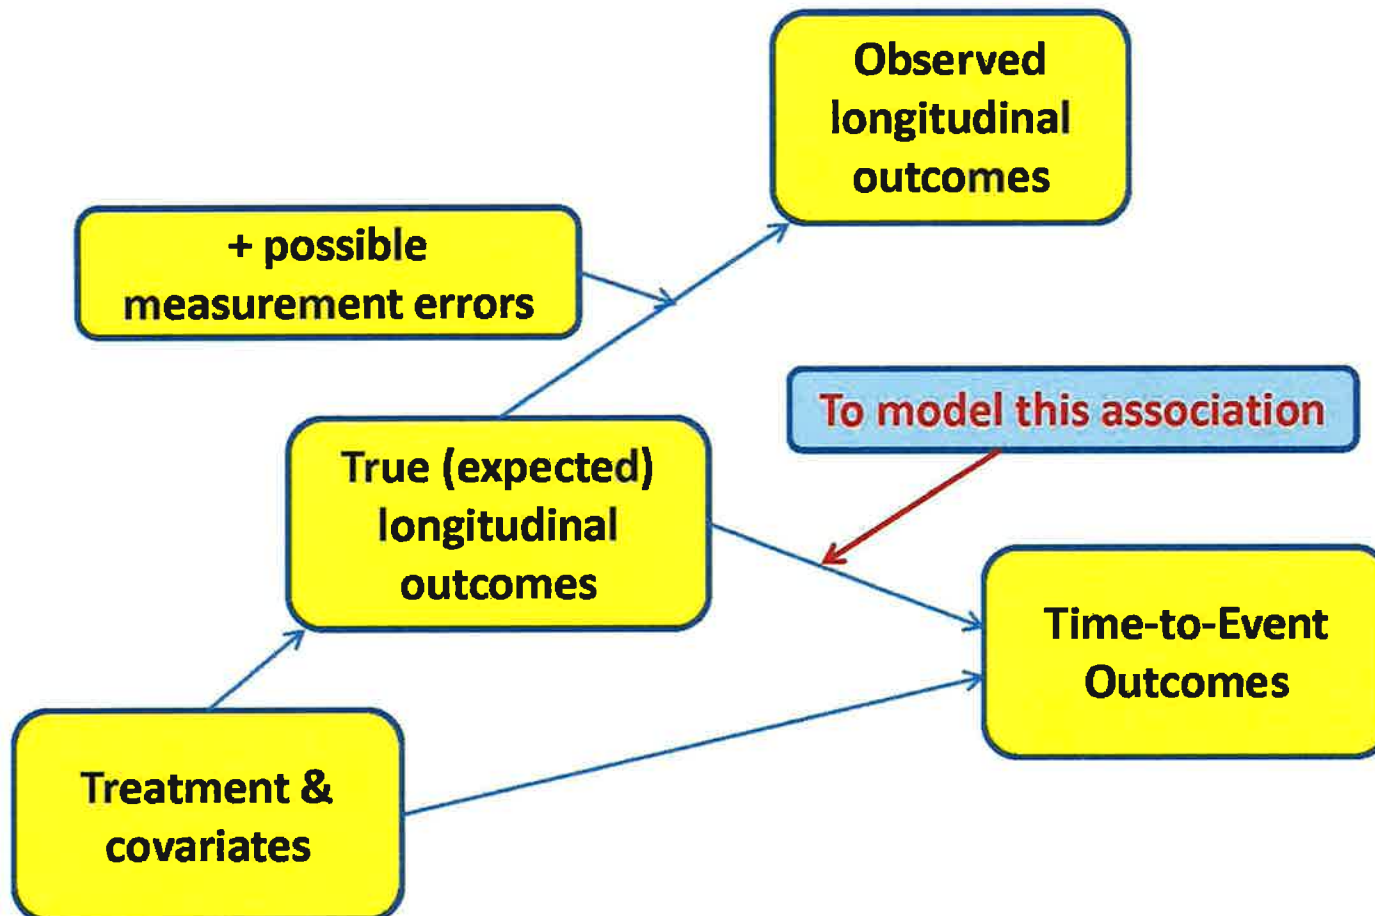 Observed
longitudinal
outcomes
+ possible
measurement errors
To model this association
True (expected)
longitudinal
outcomes
Time-to-Event
Outcomes
Treatment &
covariates